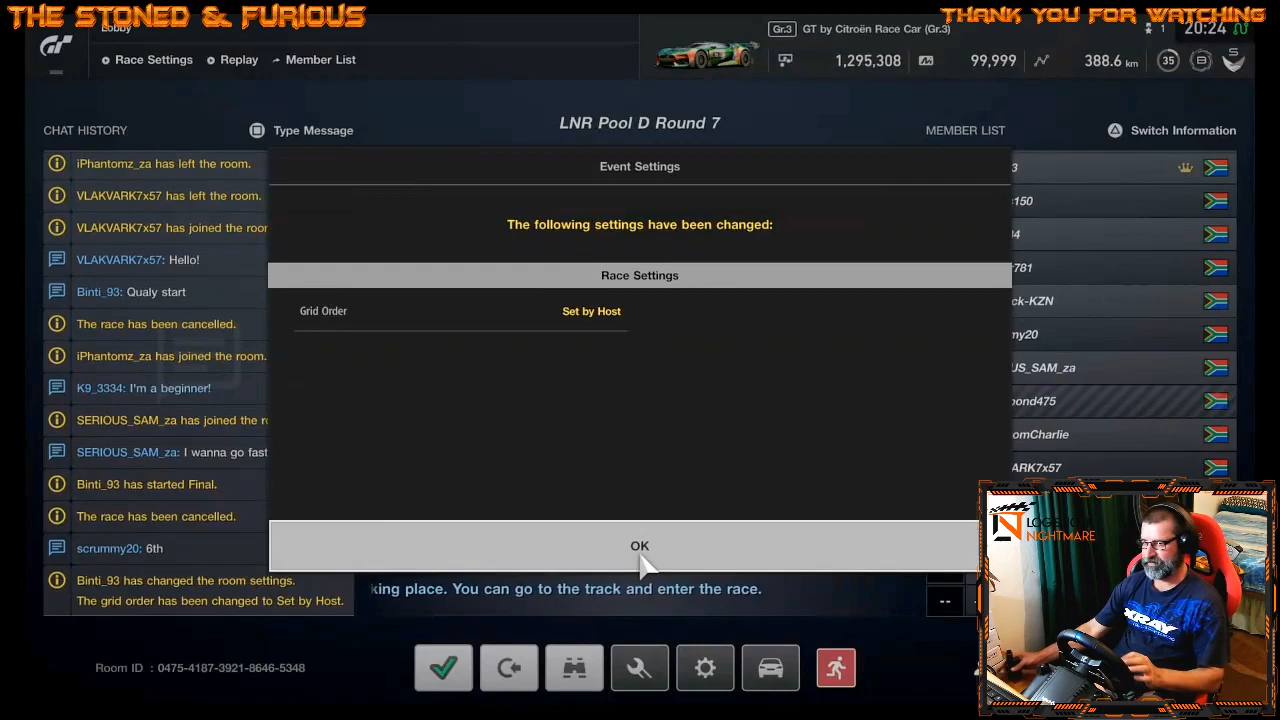 THE STONED & FURIOUS
THANK YOU FOR WATCHING
Lobby
Race Settings
Replay
Member List
Gr.3
GT by Citroën Race Car (Gr.3)
1
20:24
1,295,308
99,999
388.6 km
35
B
S
CHAT HISTORY
Type Message
LNR Pool D Round 7
MEMBER LIST
Switch Information
iPhantomz_za has left the room.
VLAKVARK7x57 has left the room.
VLAKVARK7x57 has joined the roor
VLAKVARK7x57: Hello!
Binti_93: Qualy start
The race has been cancelled.
iPhantomz_za has joined the room.
K9_3334: I'm a beginner!
SERIOUS_SAM_za has joined the r
SERIOUS_SAM_za: I wanna go fast
Binti_93 has started Final.
The race has been cancelled.
scrummy20: 6th
Binti_93 has changed the room settings.
The grid order has been changed to Set by Host.
Event Settings
The following settings have been changed:
Race Settings
Grid Order
Set by Host
OK
king place. You can go to the track and enter the race.
3
s150
34
781
ck-KZN
my20
US_SAM_za
ond475
omCharlie
ARK7x57
--
Room ID : 0475-4187-3921-8646-5348
NIGHTMARE
XRAY